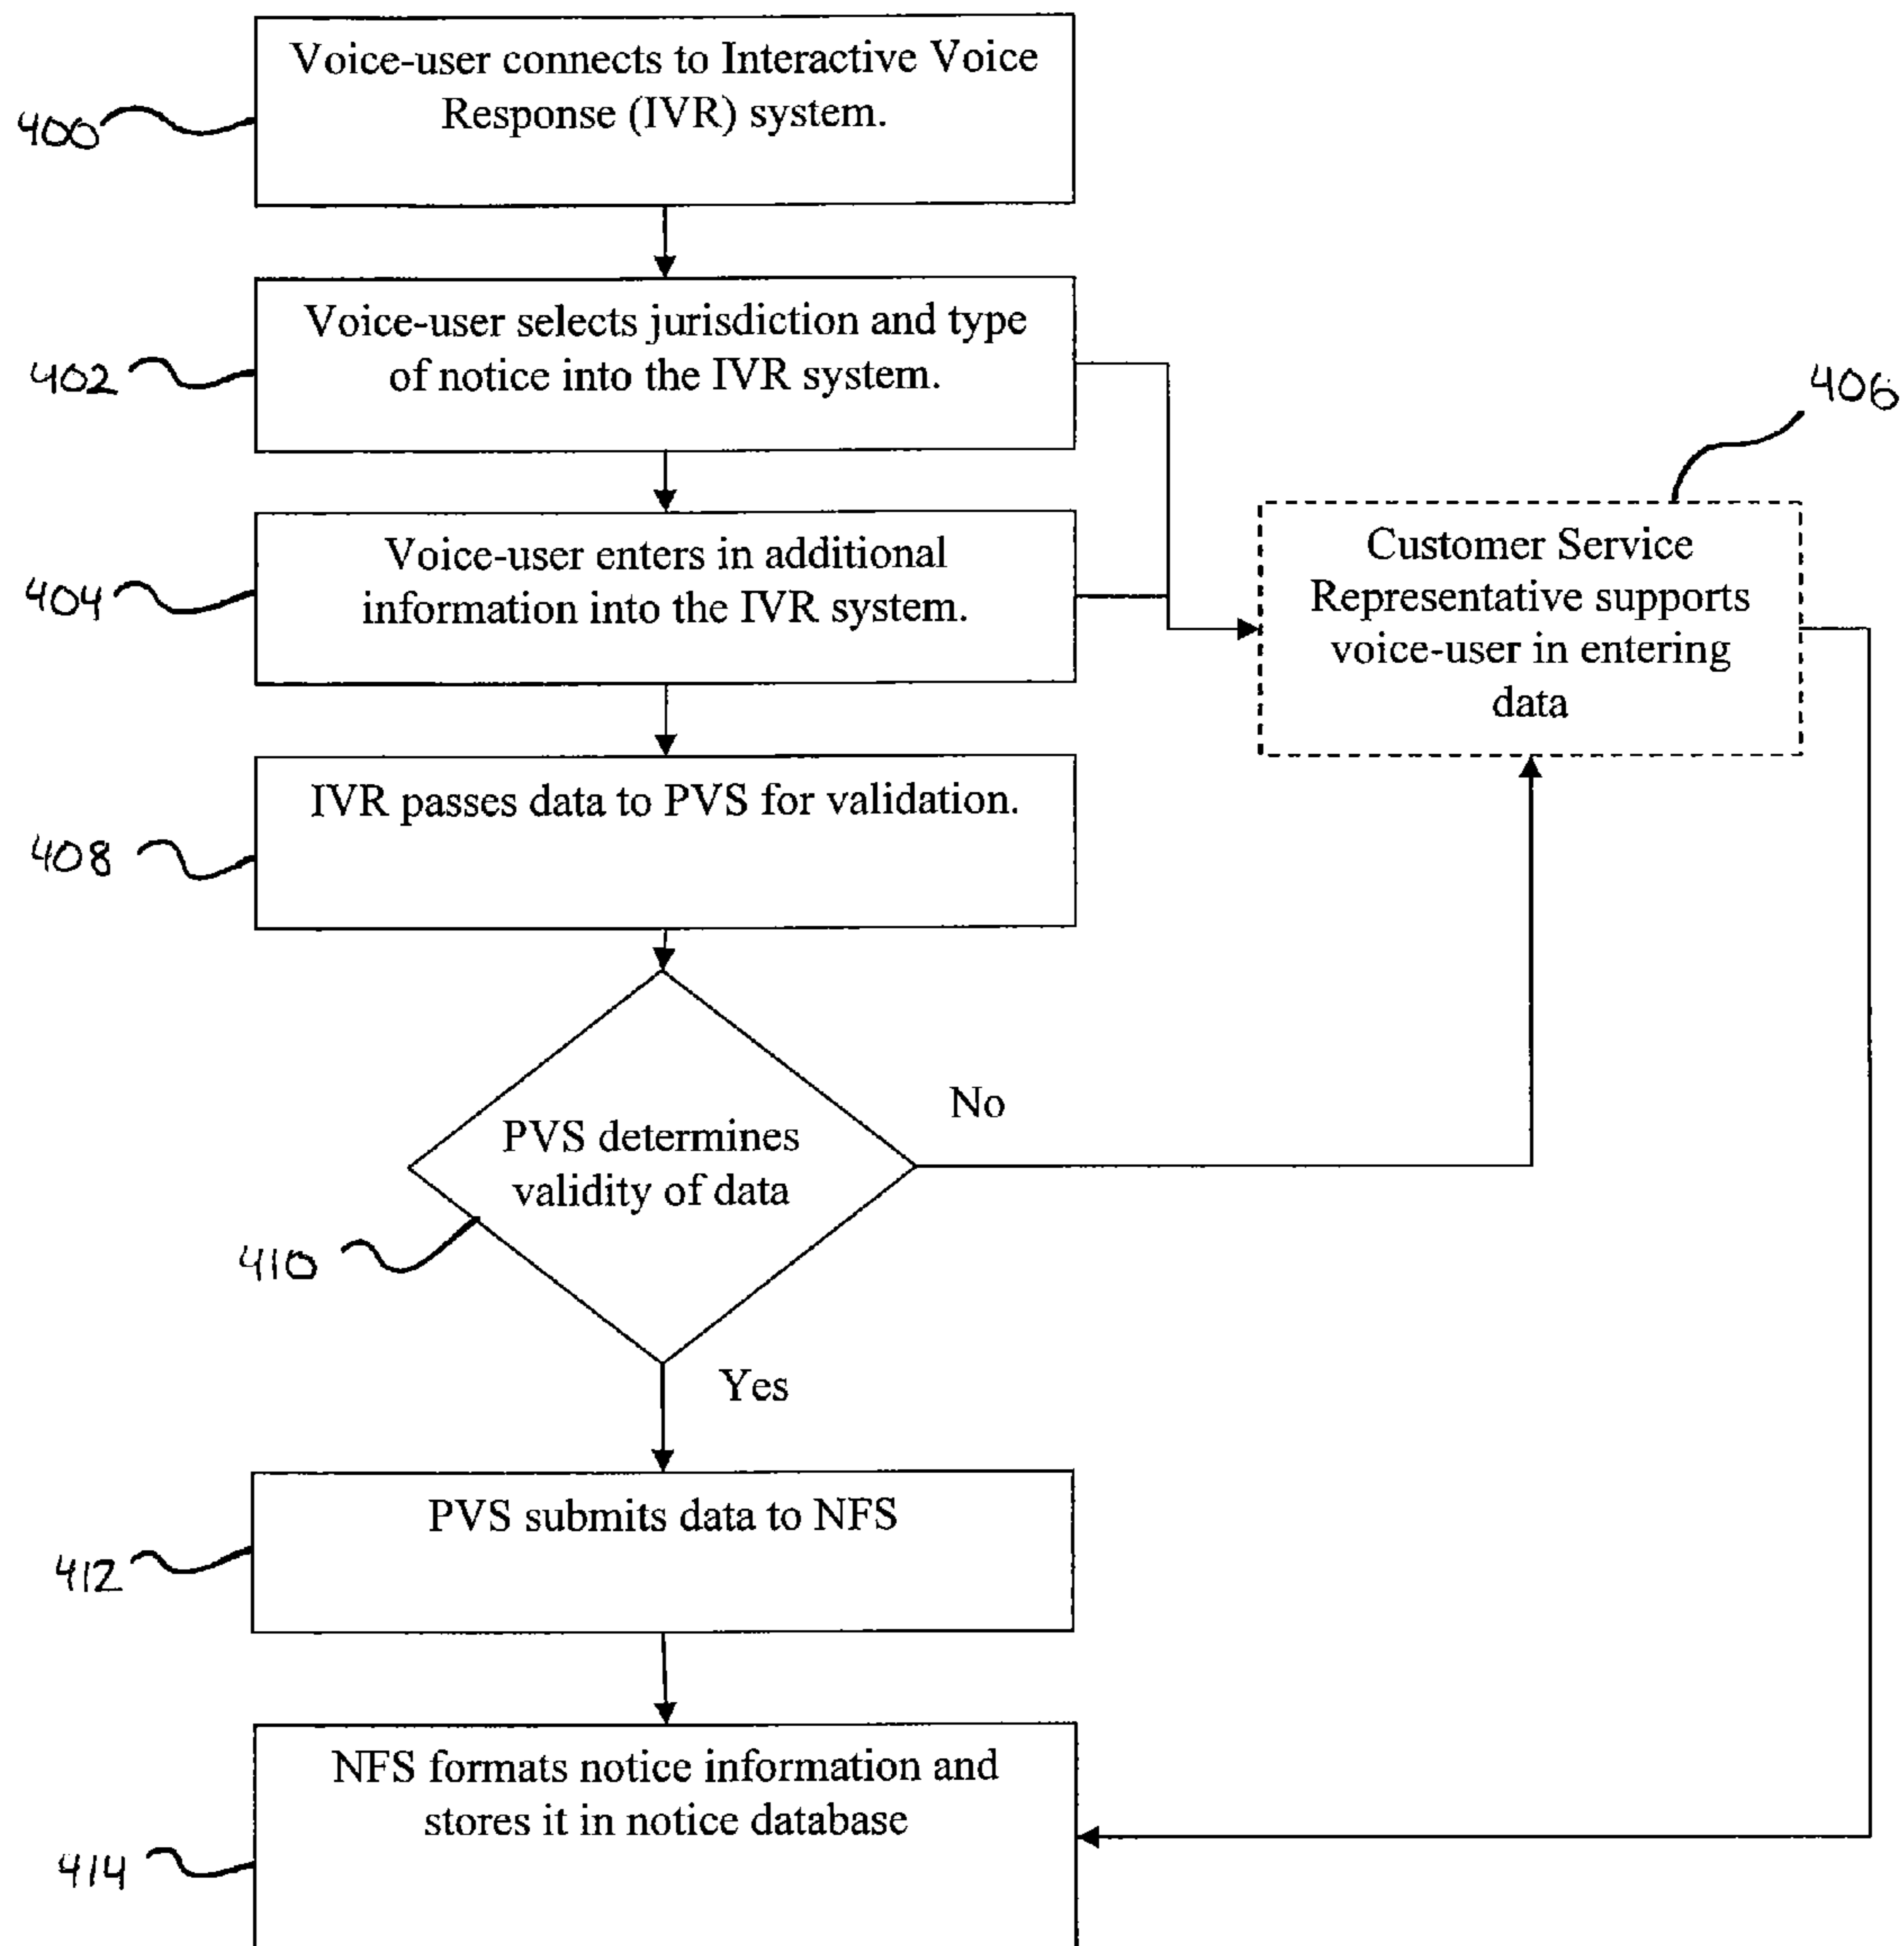 Voice-user connects to Interactive Voice
Response (IVR) system.
400
Voice-user selects jurisdiction and type
of notice into the IVR system.
402
406
Voice-user enters in additional
information into the IVR system.
404
Customer Service
Representative supports
voice-user in entering
data
IVR passes data to PVS for validation.
408
No
PVS determines
validity of data
410
Yes
PVS submits data to NFS
412
NFS formats notice information and
stores it in notice database
414